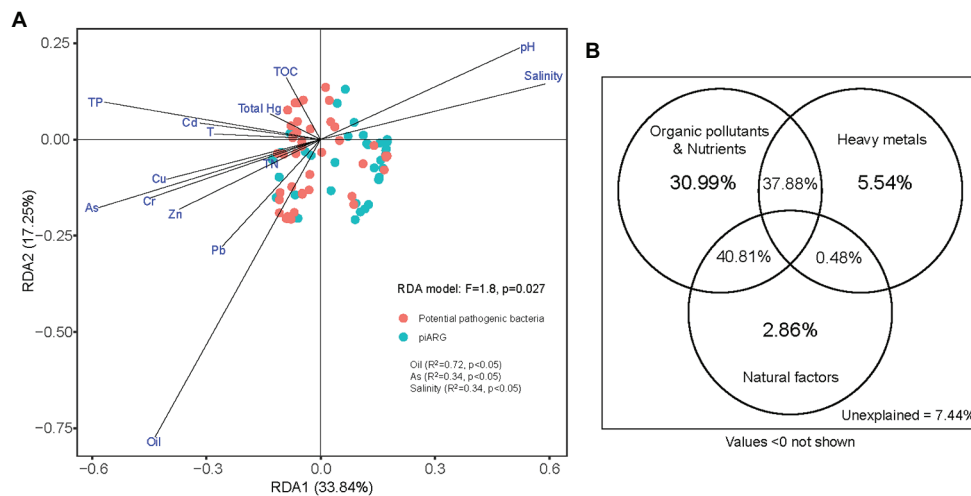 A
0.25
0.00
−0.25
−0.50
−0.75
RDA2 (17.25%)
pH
Salinity
TOC
TP
Total Hg
Cd
T
TN
Cu
Cr
As
Zn
Pb
Oil
RDA model: F=1.8, p=0.027
Potential pathogenic bacteria
piARG
Oil (R²=0.72, p<0.05)
As (R²=0.34, p<0.05)
Salinity (R²=0.34, p<0.05)
−0.6
−0.3
0.0
0.3
0.6
RDA1 (33.84%)
B
Organic pollutants
& Nutrients
30.99%
37.88%
Heavy metals
5.54%
40.81%
0.48%
2.86%
Natural factors
Unexplained = 7.44%
Values <0 not shown